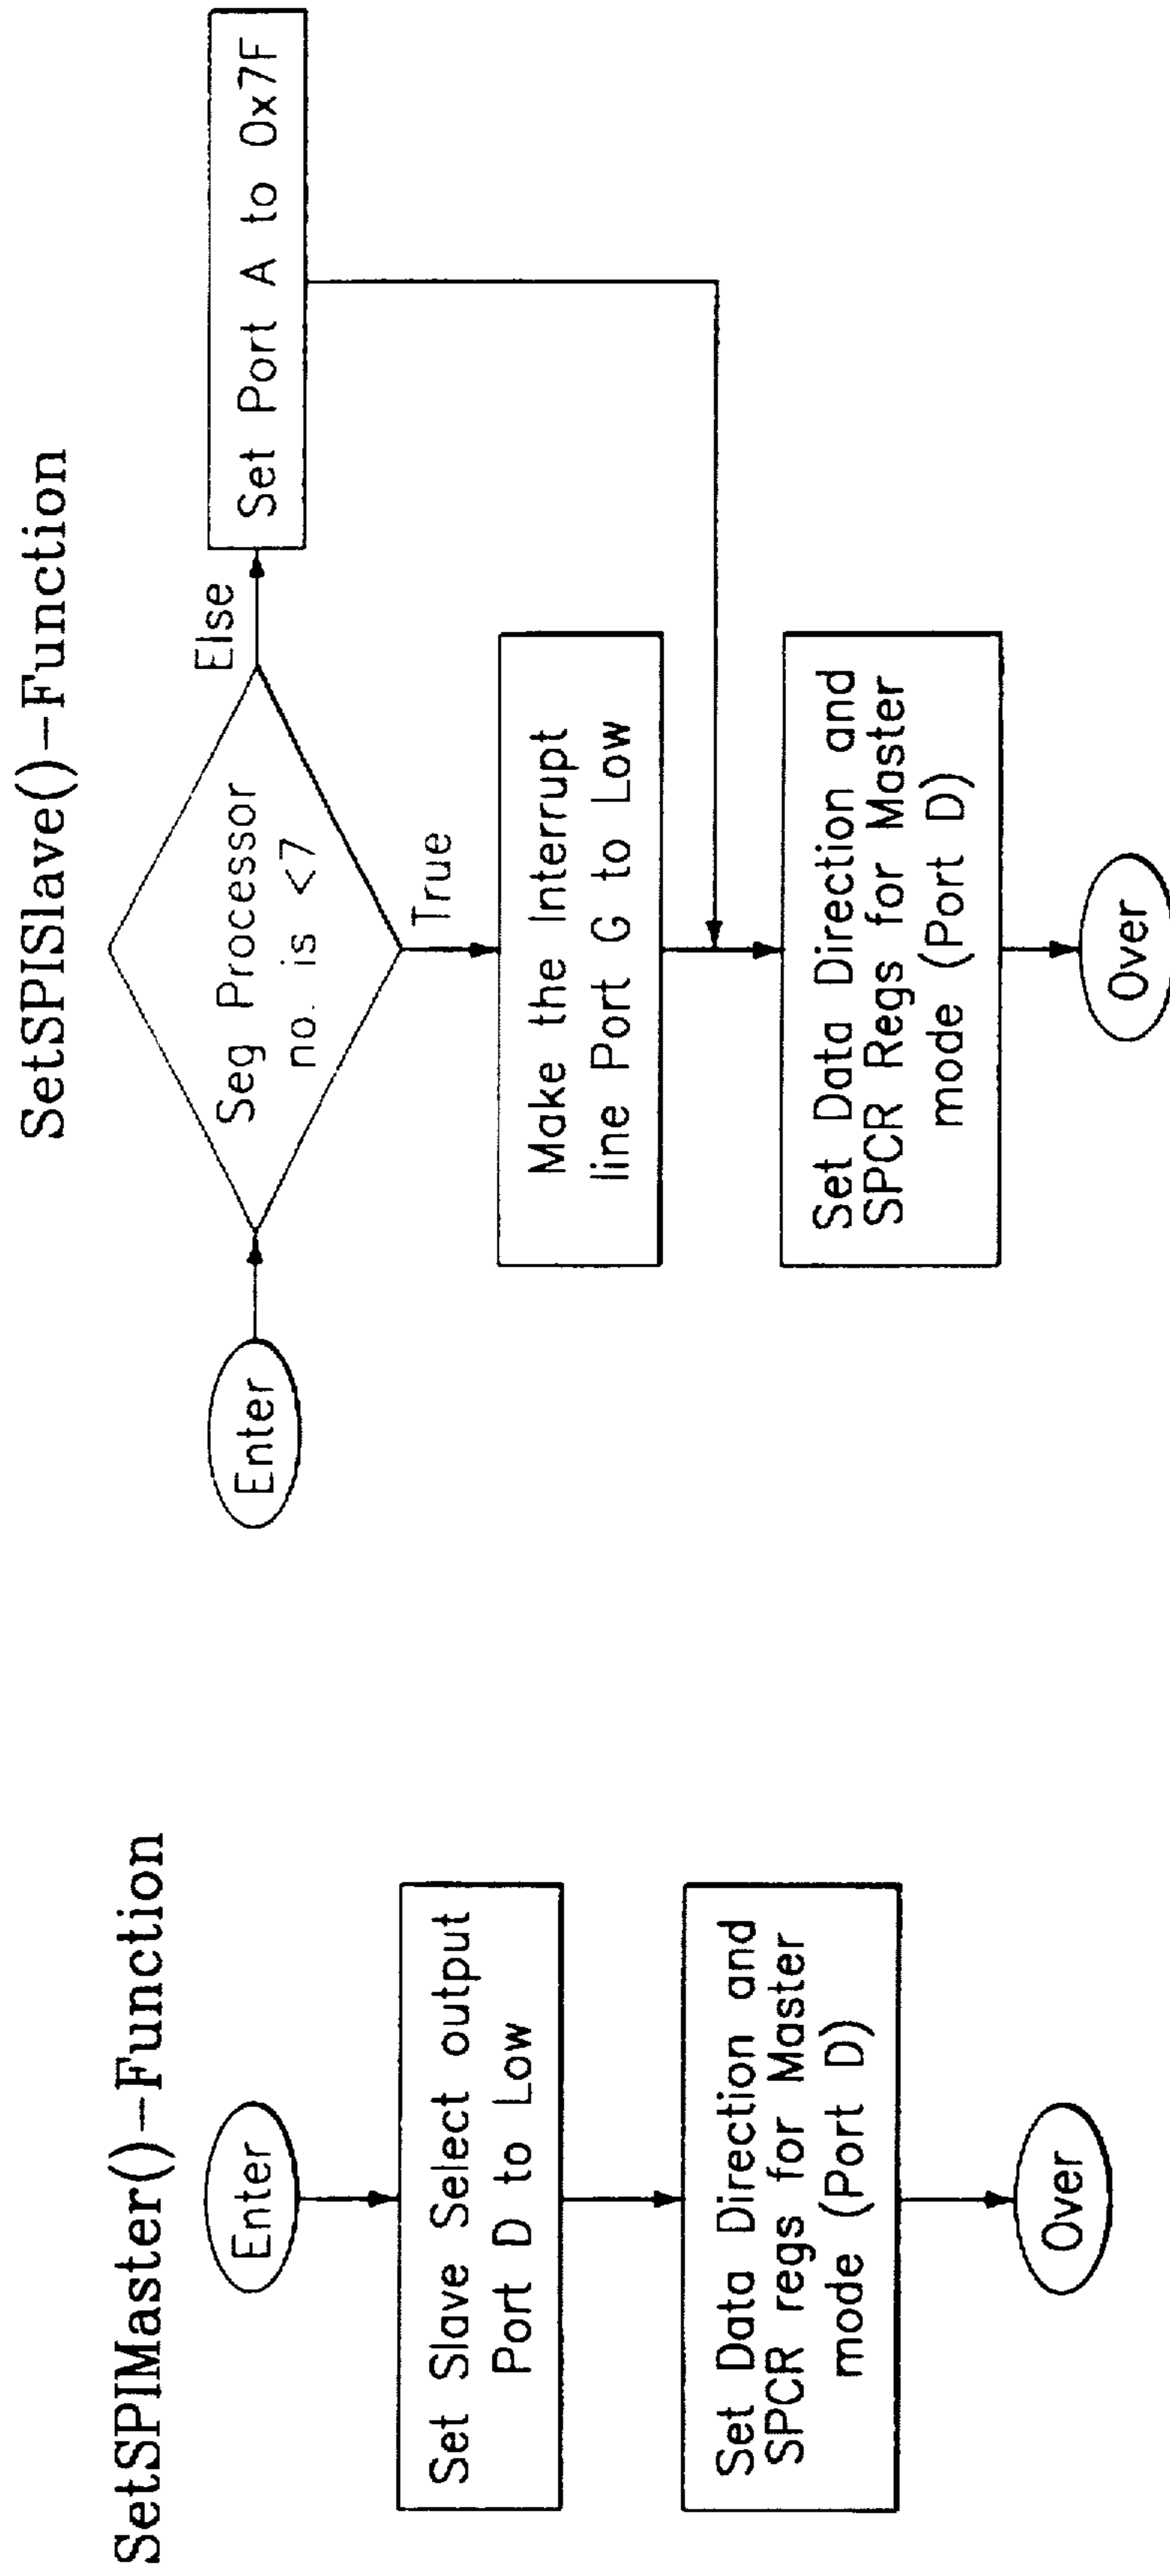 SetSPIMaster()-Function
Enter
Set Slave Select output
Port D to Low
Set Data Direction and
SPCR regs for Master
mode (Port D)
Over
SetSPISlave()-Function
Enter
Seg Processor
no. is <7
Else
Set Port A to 0x7F
True
Make the Interrupt
line Port G to Low
Set Data Direction and
SPCR Regs for Master
mode (Port D)
Over